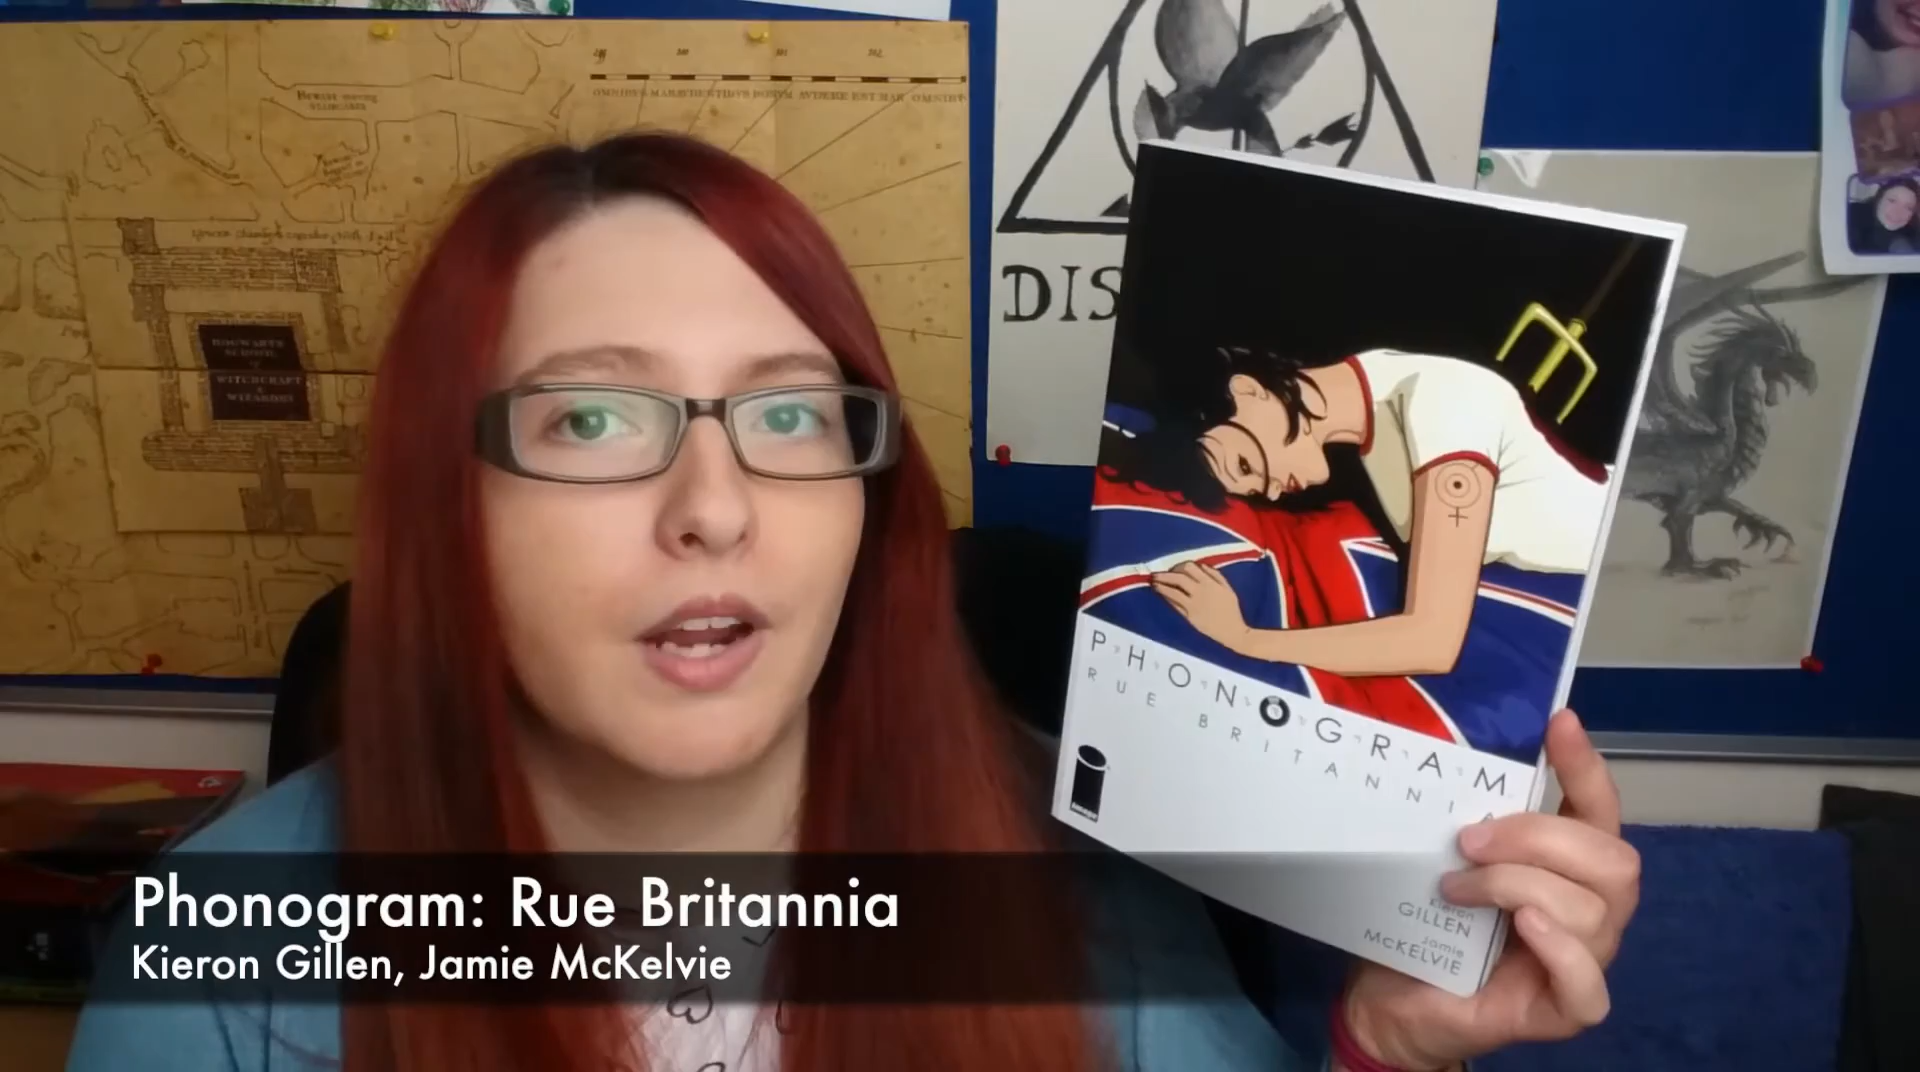 OMNIBUS
HOGWARTS
SCHOOL
of
WITCHCRAFT
&
WIZARDRY
DIS
PHONOGRAM
RUE BRITANNIA
Kieron
GILLEN
Jamie
McKELVIE
Phonogram: Rue Britannia
Kieron Gillen, Jamie McKelvie